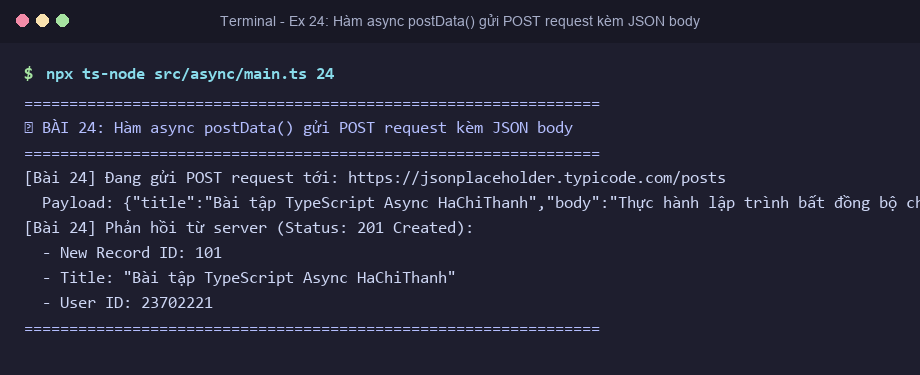 Terminal - Ex 24: Hàm async postData() gửi POST request kèm JSON body
$ npx ts-node src/async/main.ts 24
================================================================
BÀI 24: Hàm async postData() gửi POST request kèm JSON body
================================================================
[Bài 24] Đang gửi POST request tới: https://jsonplaceholder.typicode.com/posts
Payload: {"title":"Bài tập TypeScript Async HaChiThanh","body":"Thực hành lập trình bất đồng bộ ch
[Bài 24] Phản hồi từ server (Status: 201 Created):
- New Record ID: 101
- Title: "Bài tập TypeScript Async HaChiThanh"
- User ID: 23702221
================================================================